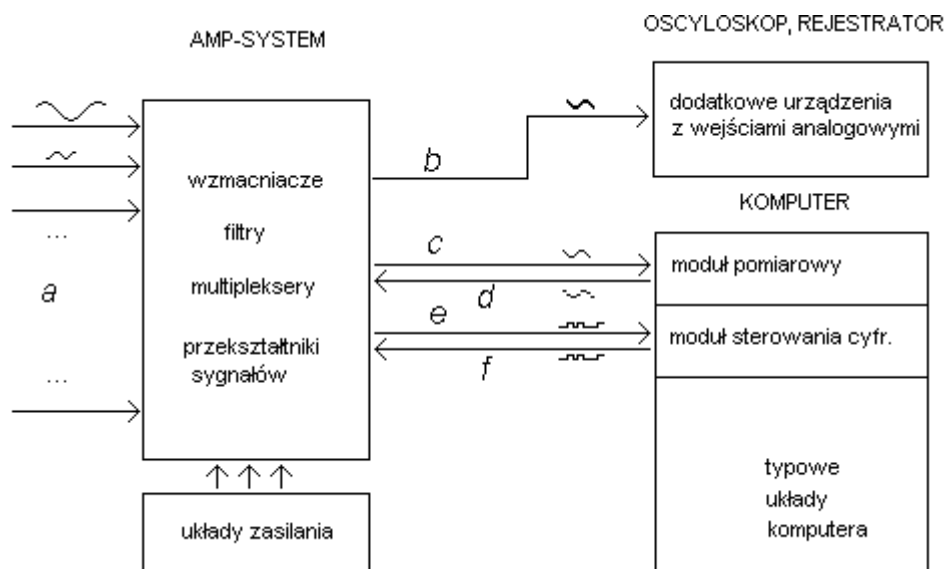 AMP-SYSTEM
OSCYLOSKOP, REJESTRATOR
dodatkowe urządzenia
z wejściami analogowymi
b
wzmacniacze
KOMPUTER
filtry
...
c
moduł pomiarowy
a
multipleksery
d
e
moduł sterowania cyfr.
przekształtniki
sygnałów
...
f
typowe
układy
komputera
układy zasilania